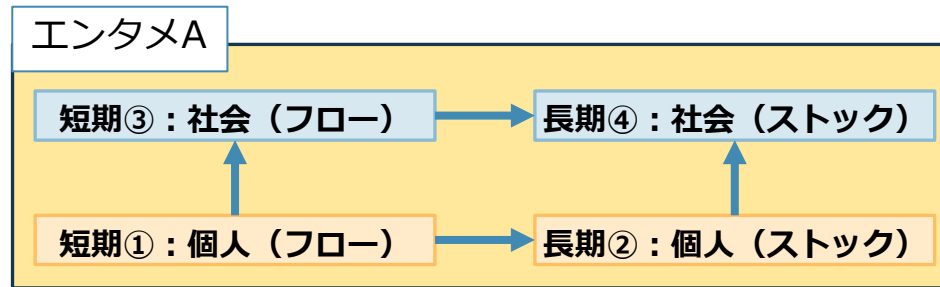 エンタメA
短期③：社会（フロー）
長期④：社会（ストック）
短期①：個人（フロー）
長期②：個人（ストック）